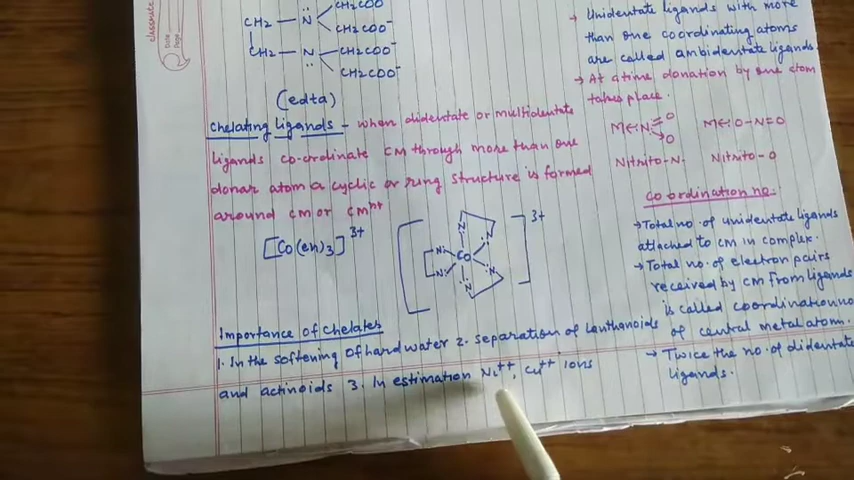 classmate
Date
Page
CH₂COO
CH₂ — N̈
CH₂COO⁻
CH₂ — N̤ — CH₂COO⁻
CH₂COO⁻
(edta)
Chelating ligands - when didentate or multidentate
ligands co-ordinate CM through more than one
donar atom a cyclic or ring structure is formed
around CM or CMⁿ⁺
[Co(en)₃]³⁺
3+
N
N
N
Co
N
N
N
Importance of Chelates
1. In the softening of hard water 2. separation of Lanthanoids
and actinoids 3. In estimation Ni⁺⁺, Cu⁺⁺ ions
→ Unidentate ligands with more
than one coordinating atoms
are called ambidentate ligands.
→ At a time donation by one atom
takes place.
M←:N=O →O M←:O-N=O
Nitrito-N- Nitrito-O
Coordination no:
→ Total no. of unidentate ligands
attached to CM in complex.
→ Total no. of electron pairs
received by CM from ligands
is called coordination no
of central metal atom.
→ Twice the no. of didentate
ligands.